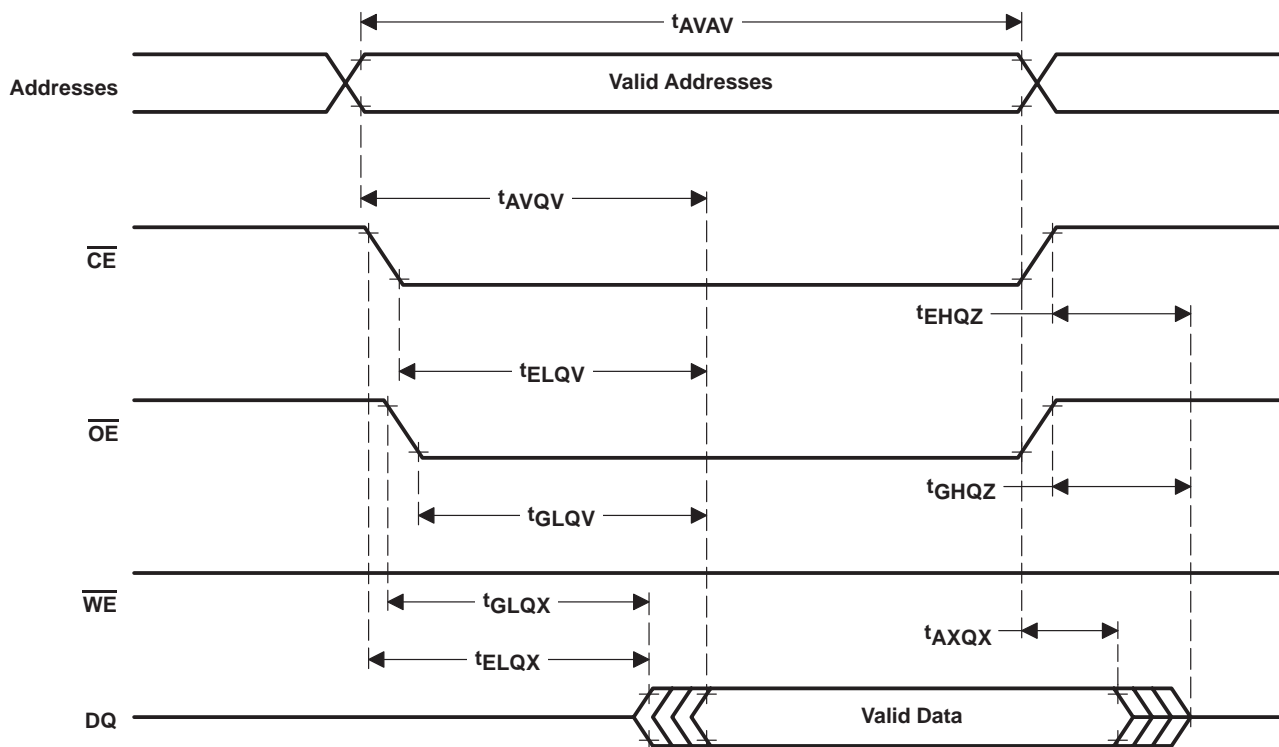 tAVAV
Addresses
Valid Addresses
tAVQV
CE
tEHQZ
tELQV
OE
tGHQZ
tGLQV
WE
tGLQX
tAXQX
tELQX
DQ
Valid Data